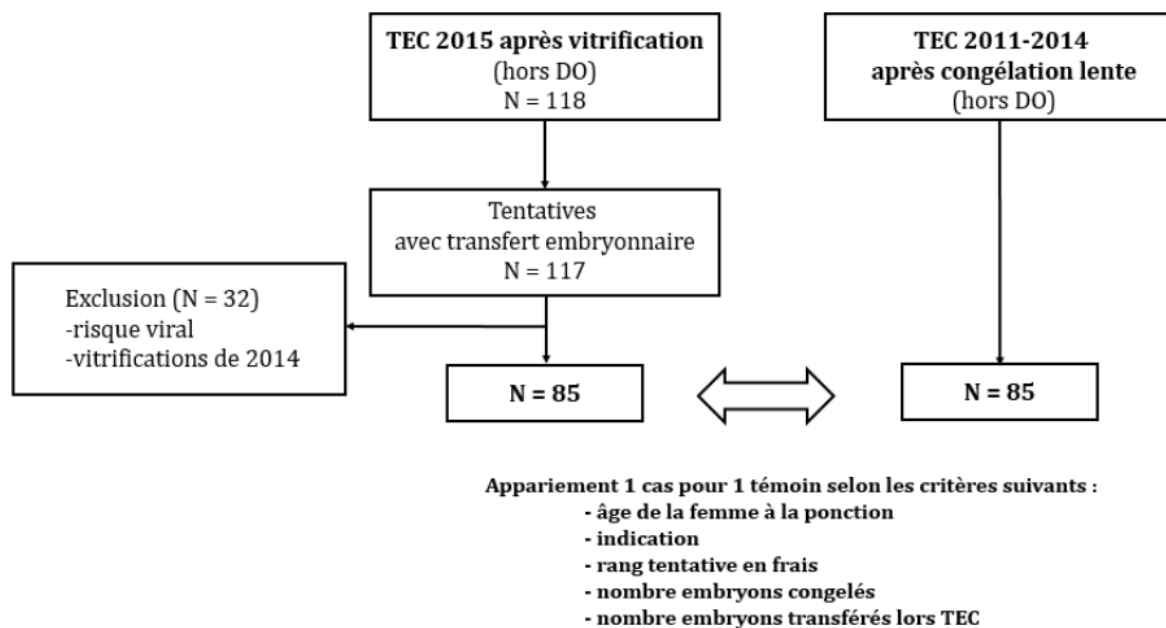 TEC 2015 après vitrification
(hors DO)
N = 118
TEC 2011-2014
après congélation lente
(hors DO)
Tentatives
avec transfert embryonnaire
N = 117
Exclusion (N = 32)
-risque viral
-vitrifications de 2014
N = 85
N = 85
Appariement 1 cas pour 1 témoin selon les critères suivants :
- âge de la femme à la ponction
- indication
- rang tentative en frais
- nombre embryons congelés
- nombre embryons transférés lors TEC